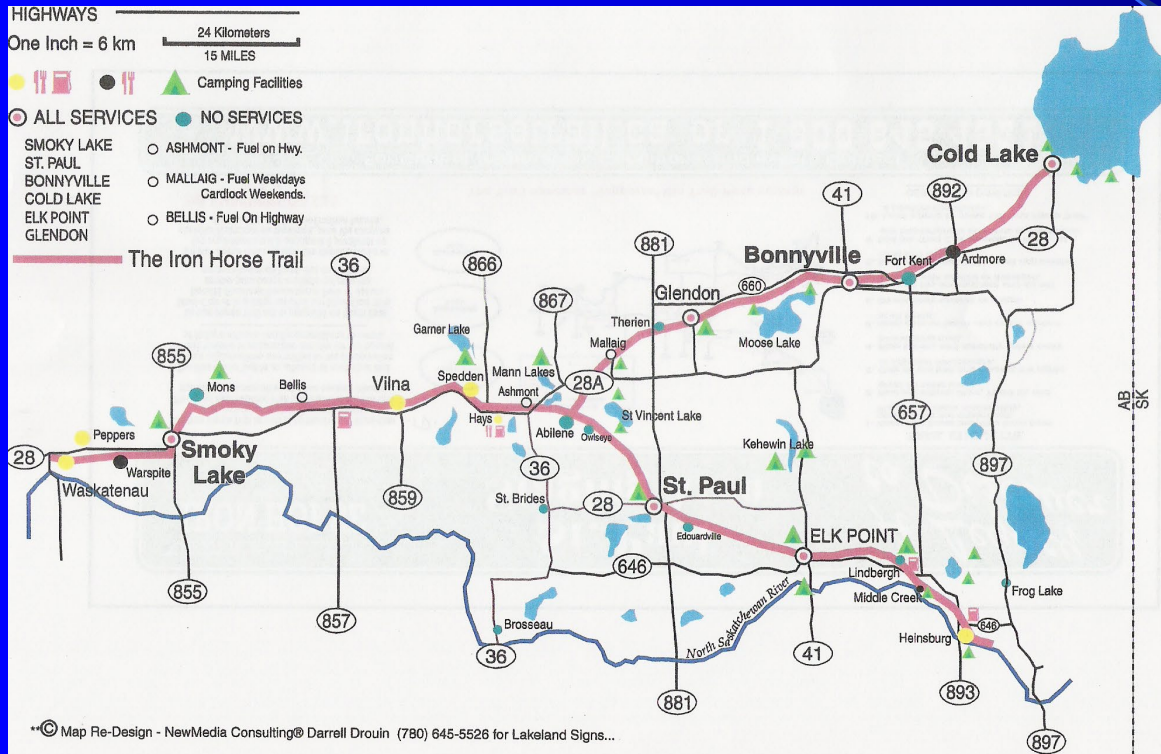 HIGHWAYS
One Inch = 6 km
24 Kilometers
15 MILES
Camping Facilities
ALL SERVICES
NO SERVICES
SMOKY LAKE
ST. PAUL
BONNYVILLE
COLD LAKE
ELK POINT
GLENDON
ASHMONT - Fuel on Hwy.
MALLAIG - Fuel Weekdays
Cardlock Weekends.
BELLIS - Fuel On Highway
The Iron Horse Trail
Cold Lake
41
892
28
881
Bonnyville
Fort Kent
Ardmore
36
866
867
Glendon
660
Therien
Moose Lake
Garner Lake
Mallaig
855
Mons
Bellis
Vilna
Spedden
Mann Lakes
Ashmont
28A
AB
SK
Hays
Abilene
Owlseye
St Vincent Lake
657
Peppers
Kehewin Lake
28
Smoky
Lake
Warspite
Waskatenau
859
36
897
St. Brides
28
St. Paul
Edouardville
ELK POINT
646
Lindbergh
Middle Creek
Frog Lake
855
857
Brosseau
36
North Saskatchewan River
646
Heinsburg
41
881
893
897
**© Map Re-Design - NewMedia Consulting® Darrell Drouin (780) 645-5526 for Lakeland Signs...